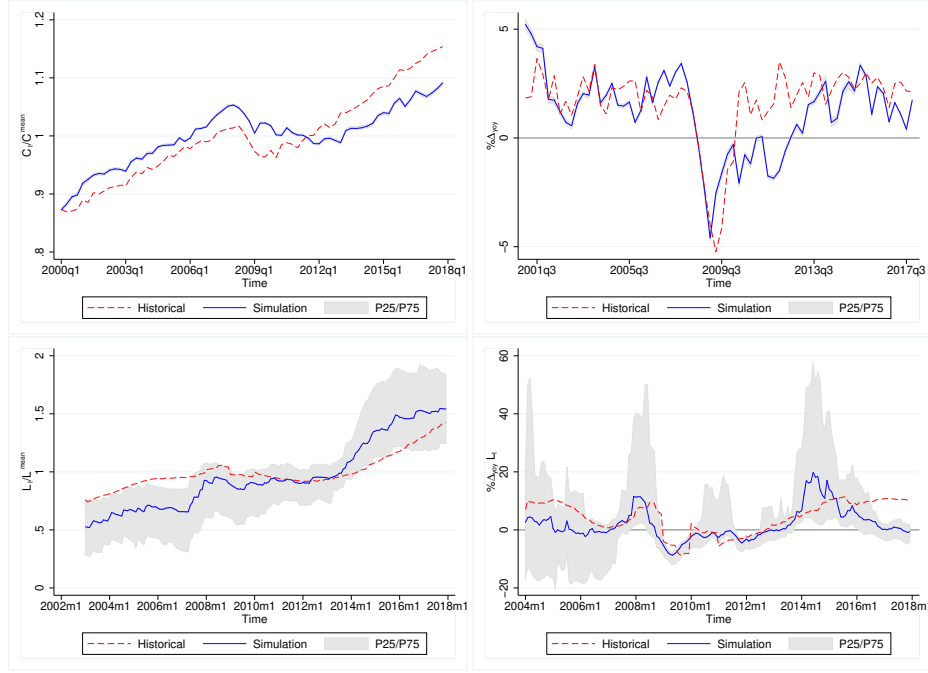 C_t/C^mean
.8 .9 1 1.1 1.2
2000q1 2003q1 2006q1 2009q1 2012q1 2015q1 2018q1
Time
Historical Simulation P25/P75
%Δ_yoy
-5 0 5
2001q3 2005q3 2009q3 2013q3 2017q3
Time
Historical Simulation P25/P75
L_t/L^mean
0 .5 1 1.5 2
2002m1 2004m1 2006m1 2008m1 2010m1 2012m1 2014m1 2016m1 2018m1
Time
Historical Simulation P25/P75
%Δ_yoy L_t
-20 0 20 40 60
2004m1 2006m1 2008m1 2010m1 2012m1 2014m1 2016m1 2018m1
Time
Historical Simulation P25/P75